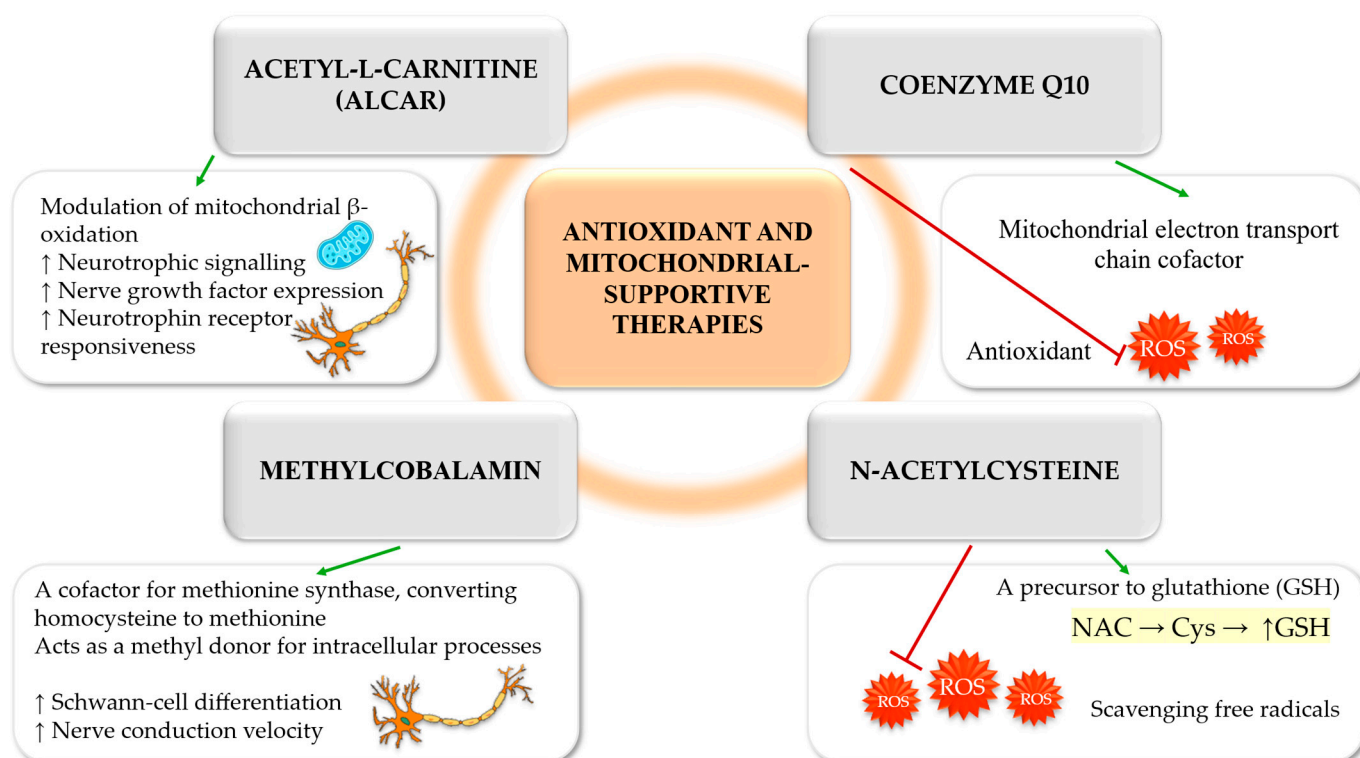 ACETYL-L-CARNITINE
(ALCAR)
COENZYME Q10
Modulation of mitochondrial β-
oxidation
↑ Neurotrophic signalling
↑ Nerve growth factor expression
↑ Neurotrophin receptor
responsiveness
ANTIOXIDANT AND
MITOCHONDRIAL-
SUPPORTIVE
THERAPIES
Mitochondrial electron transport
chain cofactor
Antioxidant
ROS
ROS
METHYLCOBALAMIN
N-ACETYLCYSTEINE
A cofactor for methionine synthase, converting
homocysteine to methionine
Acts as a methyl donor for intracellular processes
↑ Schwann-cell differentiation
↑ Nerve conduction velocity
A precursor to glutathione (GSH)
NAC → Cys → ↑GSH
ROS
ROS
ROS
Scavenging free radicals